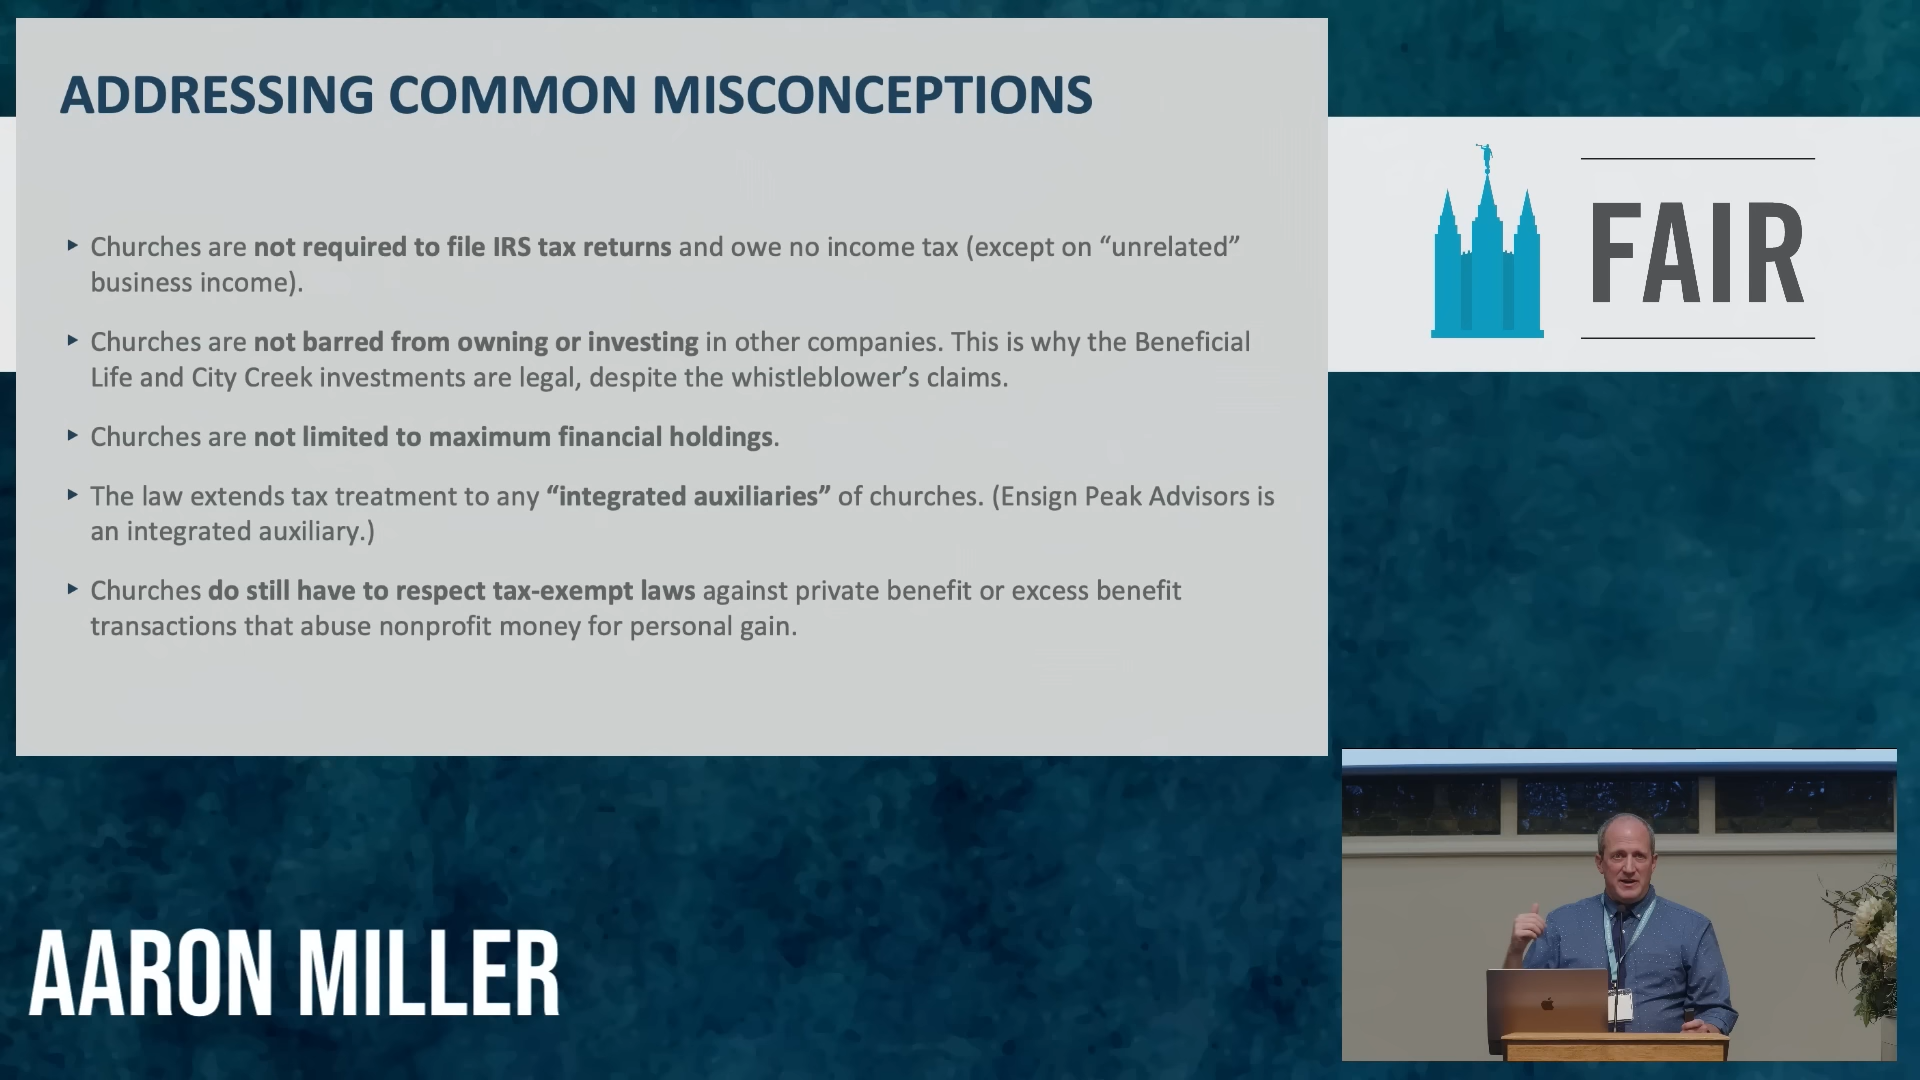 ADDRESSING COMMON MISCONCEPTIONS
Churches are not required to file IRS tax returns and owe no income tax (except on “unrelated”
business income).
Churches are not barred from owning or investing in other companies. This is why the Beneficial
Life and City Creek investments are legal, despite the whistleblower’s claims.
Churches are not limited to maximum financial holdings.
The law extends tax treatment to any “integrated auxiliaries” of churches. (Ensign Peak Advisors is
an integrated auxiliary.)
Churches do still have to respect tax-exempt laws against private benefit or excess benefit
transactions that abuse nonprofit money for personal gain.
FAIR
AARON MILLER